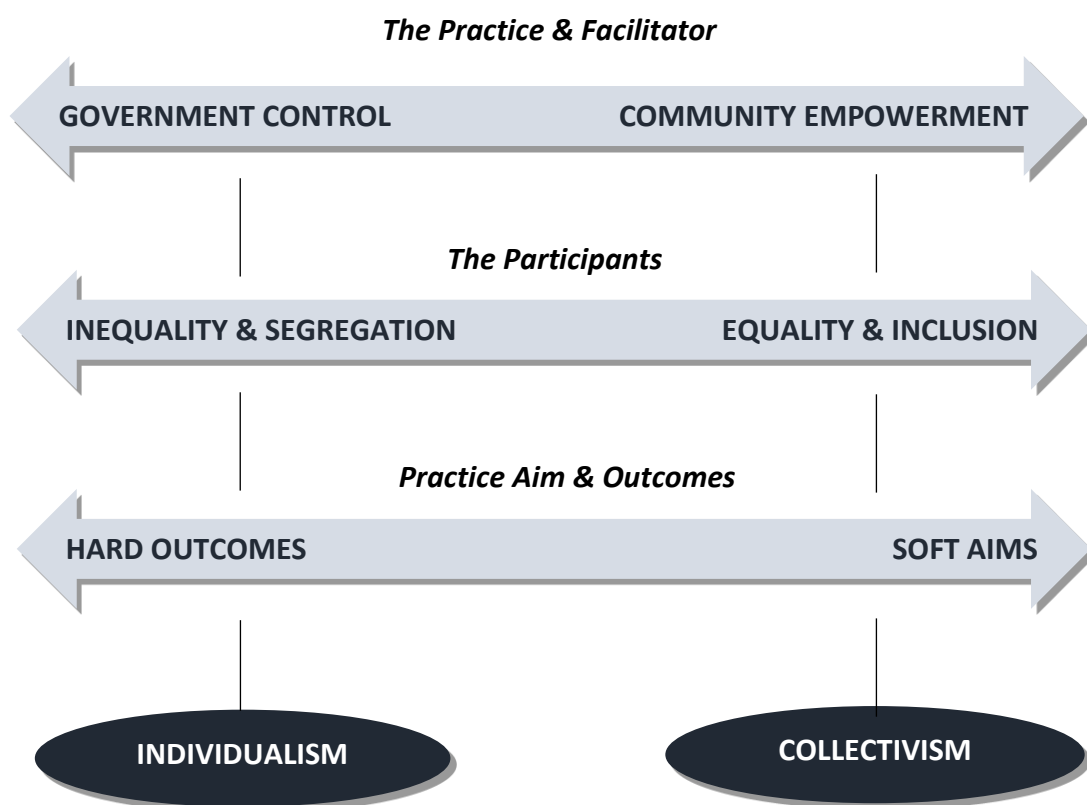 The Practice & Facilitator
GOVERNMENT CONTROL COMMUNITY EMPOWERMENT
The Participants
INEQUALITY & SEGREGATION EQUALITY & INCLUSION
Practice Aim & Outcomes
HARD OUTCOMES SOFT AIMS
INDIVIDUALISM COLLECTIVISM